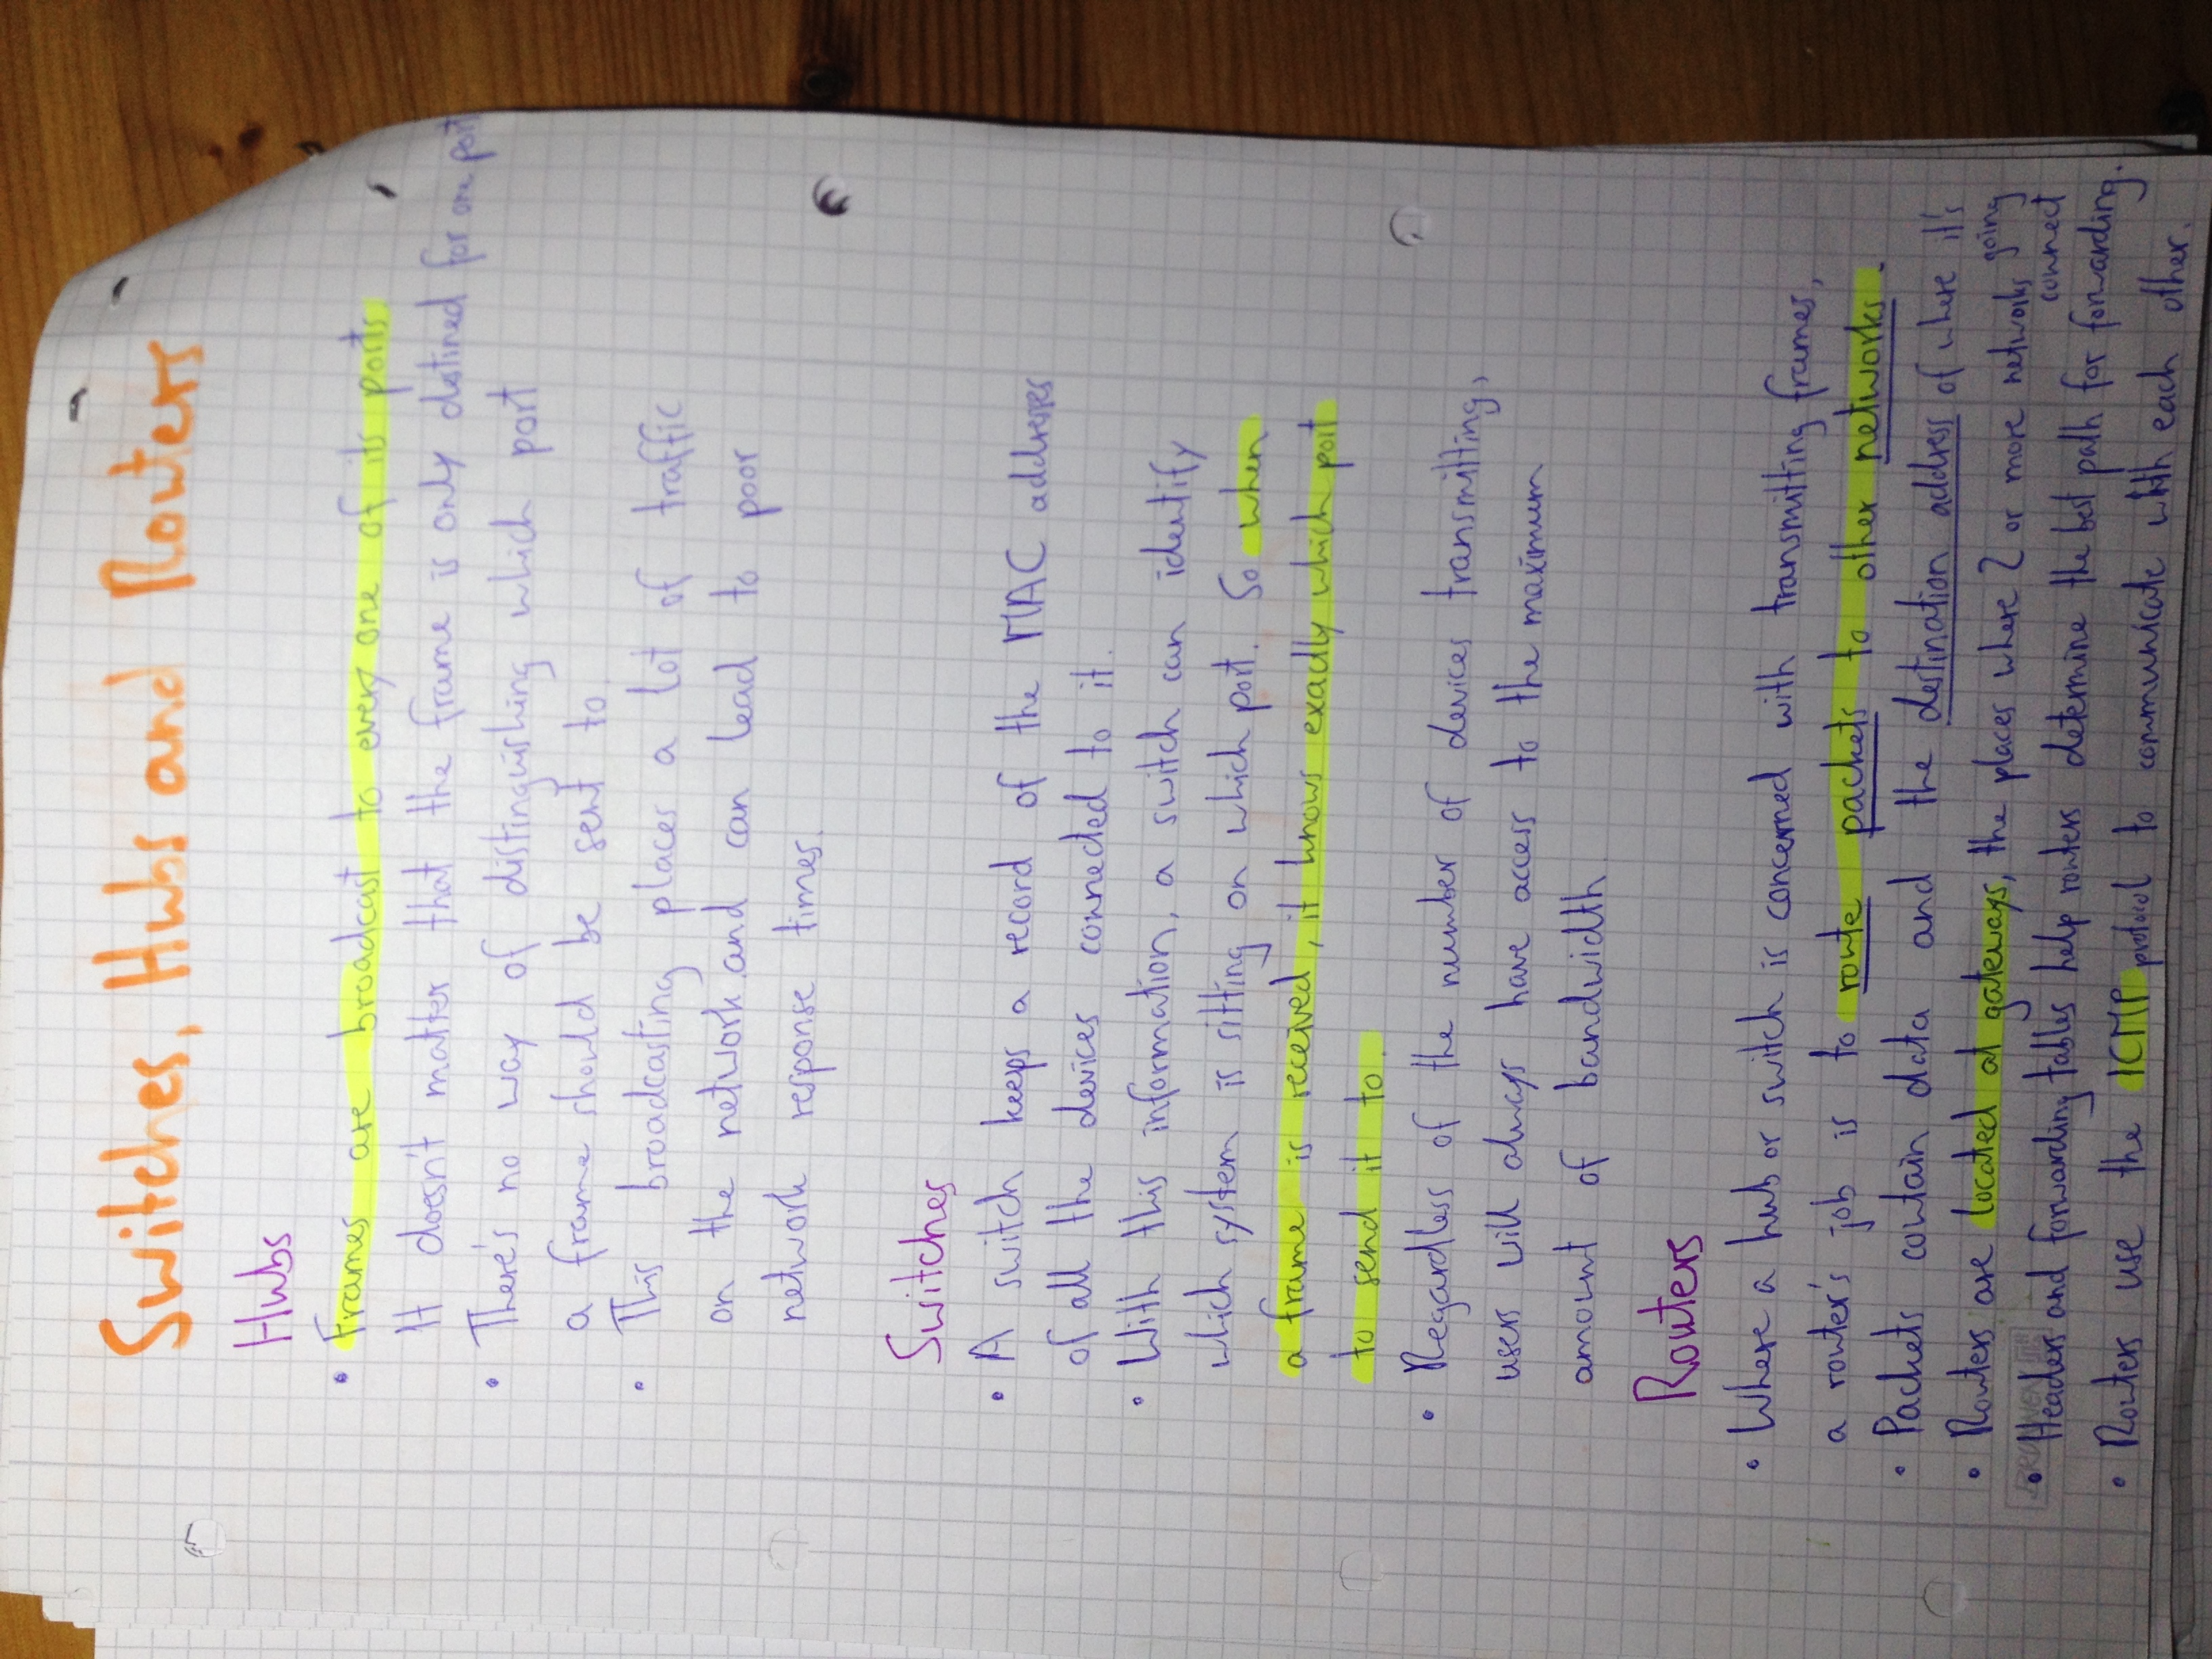 Switches, Hubs and Routers
Hubs
• Frames are broadcast to every one of its ports
It doesn't matter that the frame is only destined for one port
• There's no way of distinguishing which port
a frame should be sent to.
• This broadcasting places a lot of traffic
on the network and can lead to poor
network response times.
Switches
• A switch keeps a record of the MAC addresses
of all the devices connected to it.
• With this information, a switch can identify
which system is sitting on which port. So when
a frame is received, it knows exactly which port
to send it to.
• Regardless of the number of devices transmitting,
users will always have access to the maximum
amount of bandwidth
Routers
• Where a hub or switch is concerned with transmitting frames,
a router's job is to route packets to other networks.
• Packets contain data and the destination address of where it's
going
• Routers are located at gateways, the places where 2 or more networks
connect
• Headers and forwarding tables help routers determine the best path for forwarding.
• Routers use the ICMP protocol to communicate with each other.